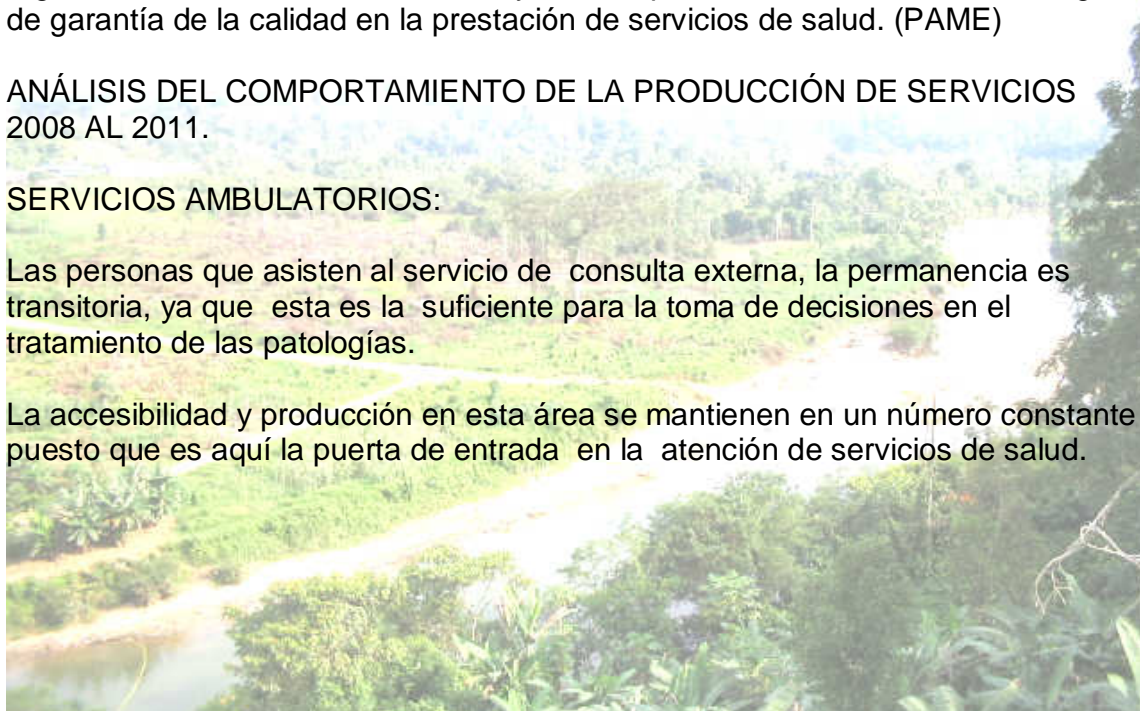 de garantía de la calidad en la prestación de servicios de salud. (PAME)
ANÁLISIS DEL COMPORTAMIENTO DE LA PRODUCCIÓN DE SERVICIOS
2008 AL 2011.
SERVICIOS AMBULATORIOS:
Las personas que asisten al servicio de consulta externa, la permanencia es
transitoria, ya que esta es la suficiente para la toma de decisiones en el
tratamiento de las patologías.
La accesibilidad y producción en esta área se mantienen en un número constante
puesto que es aquí la puerta de entrada en la atención de servicios de salud.